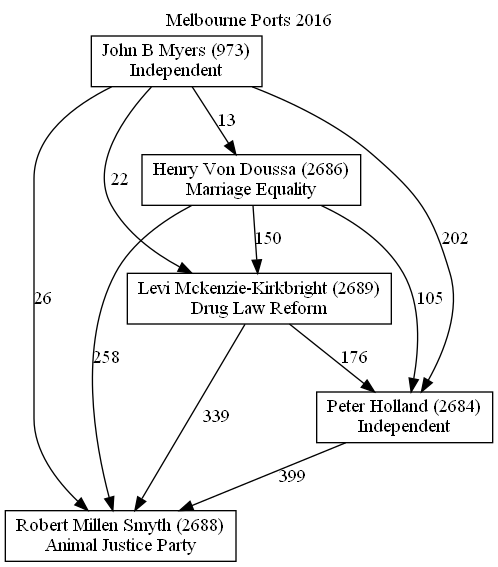 Melbourne Ports 2016
John B Myers (973)
Independent
13
Henry Von Doussa (2686)
Marriage Equality
22
202
150
Levi Mckenzie-Kirkbright (2689)
Drug Law Reform
26
105
258
176
Peter Holland (2684)
Independent
339
399
Robert Millen Smyth (2688)
Animal Justice Party